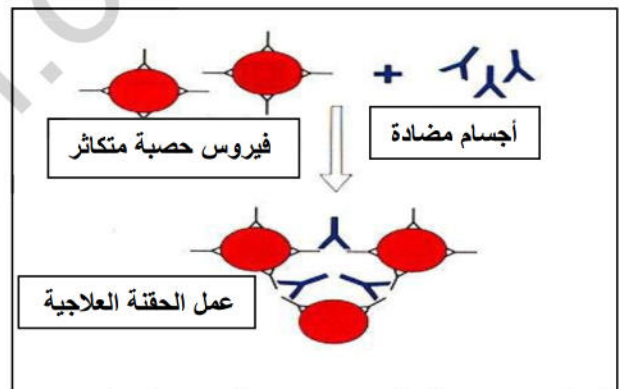 أجسام مضادة
فيروس حصبة متكاثر
عمل الحقنة العلاجية